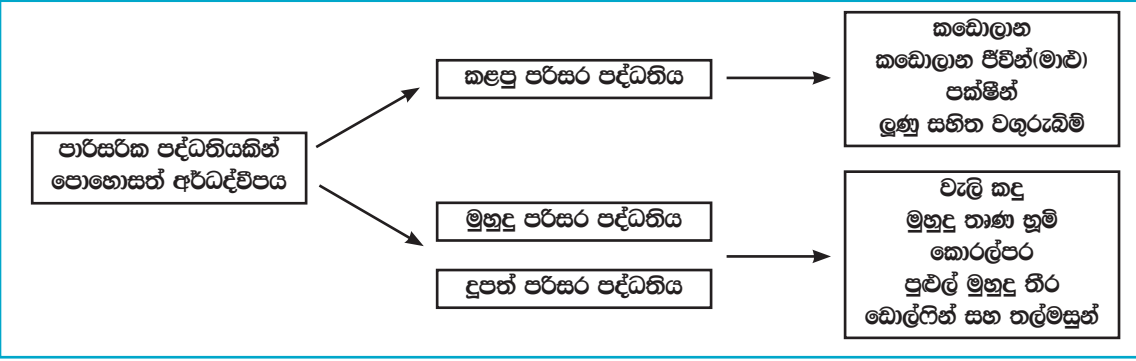 පාරිසරික පද්ධතියකින්
පොහොසත් අර්ධද්වීපය
කළපු පරිසර පද්ධතිය
කඩොලාන
කඩොලාන ජීවීන්(මාළු)
පක්ෂීන්
ලූණු සහිත වගුරුබිම්
මුහුදු පරිසර පද්ධතිය
දූපත් පරිසර පද්ධතිය
වැලි කඳු
මුහුදු තෘණ භූමි
කොරල්පර
පුළුල් මුහුදු තීර
ඩොල්ෆින් සහ තල්මසුන්